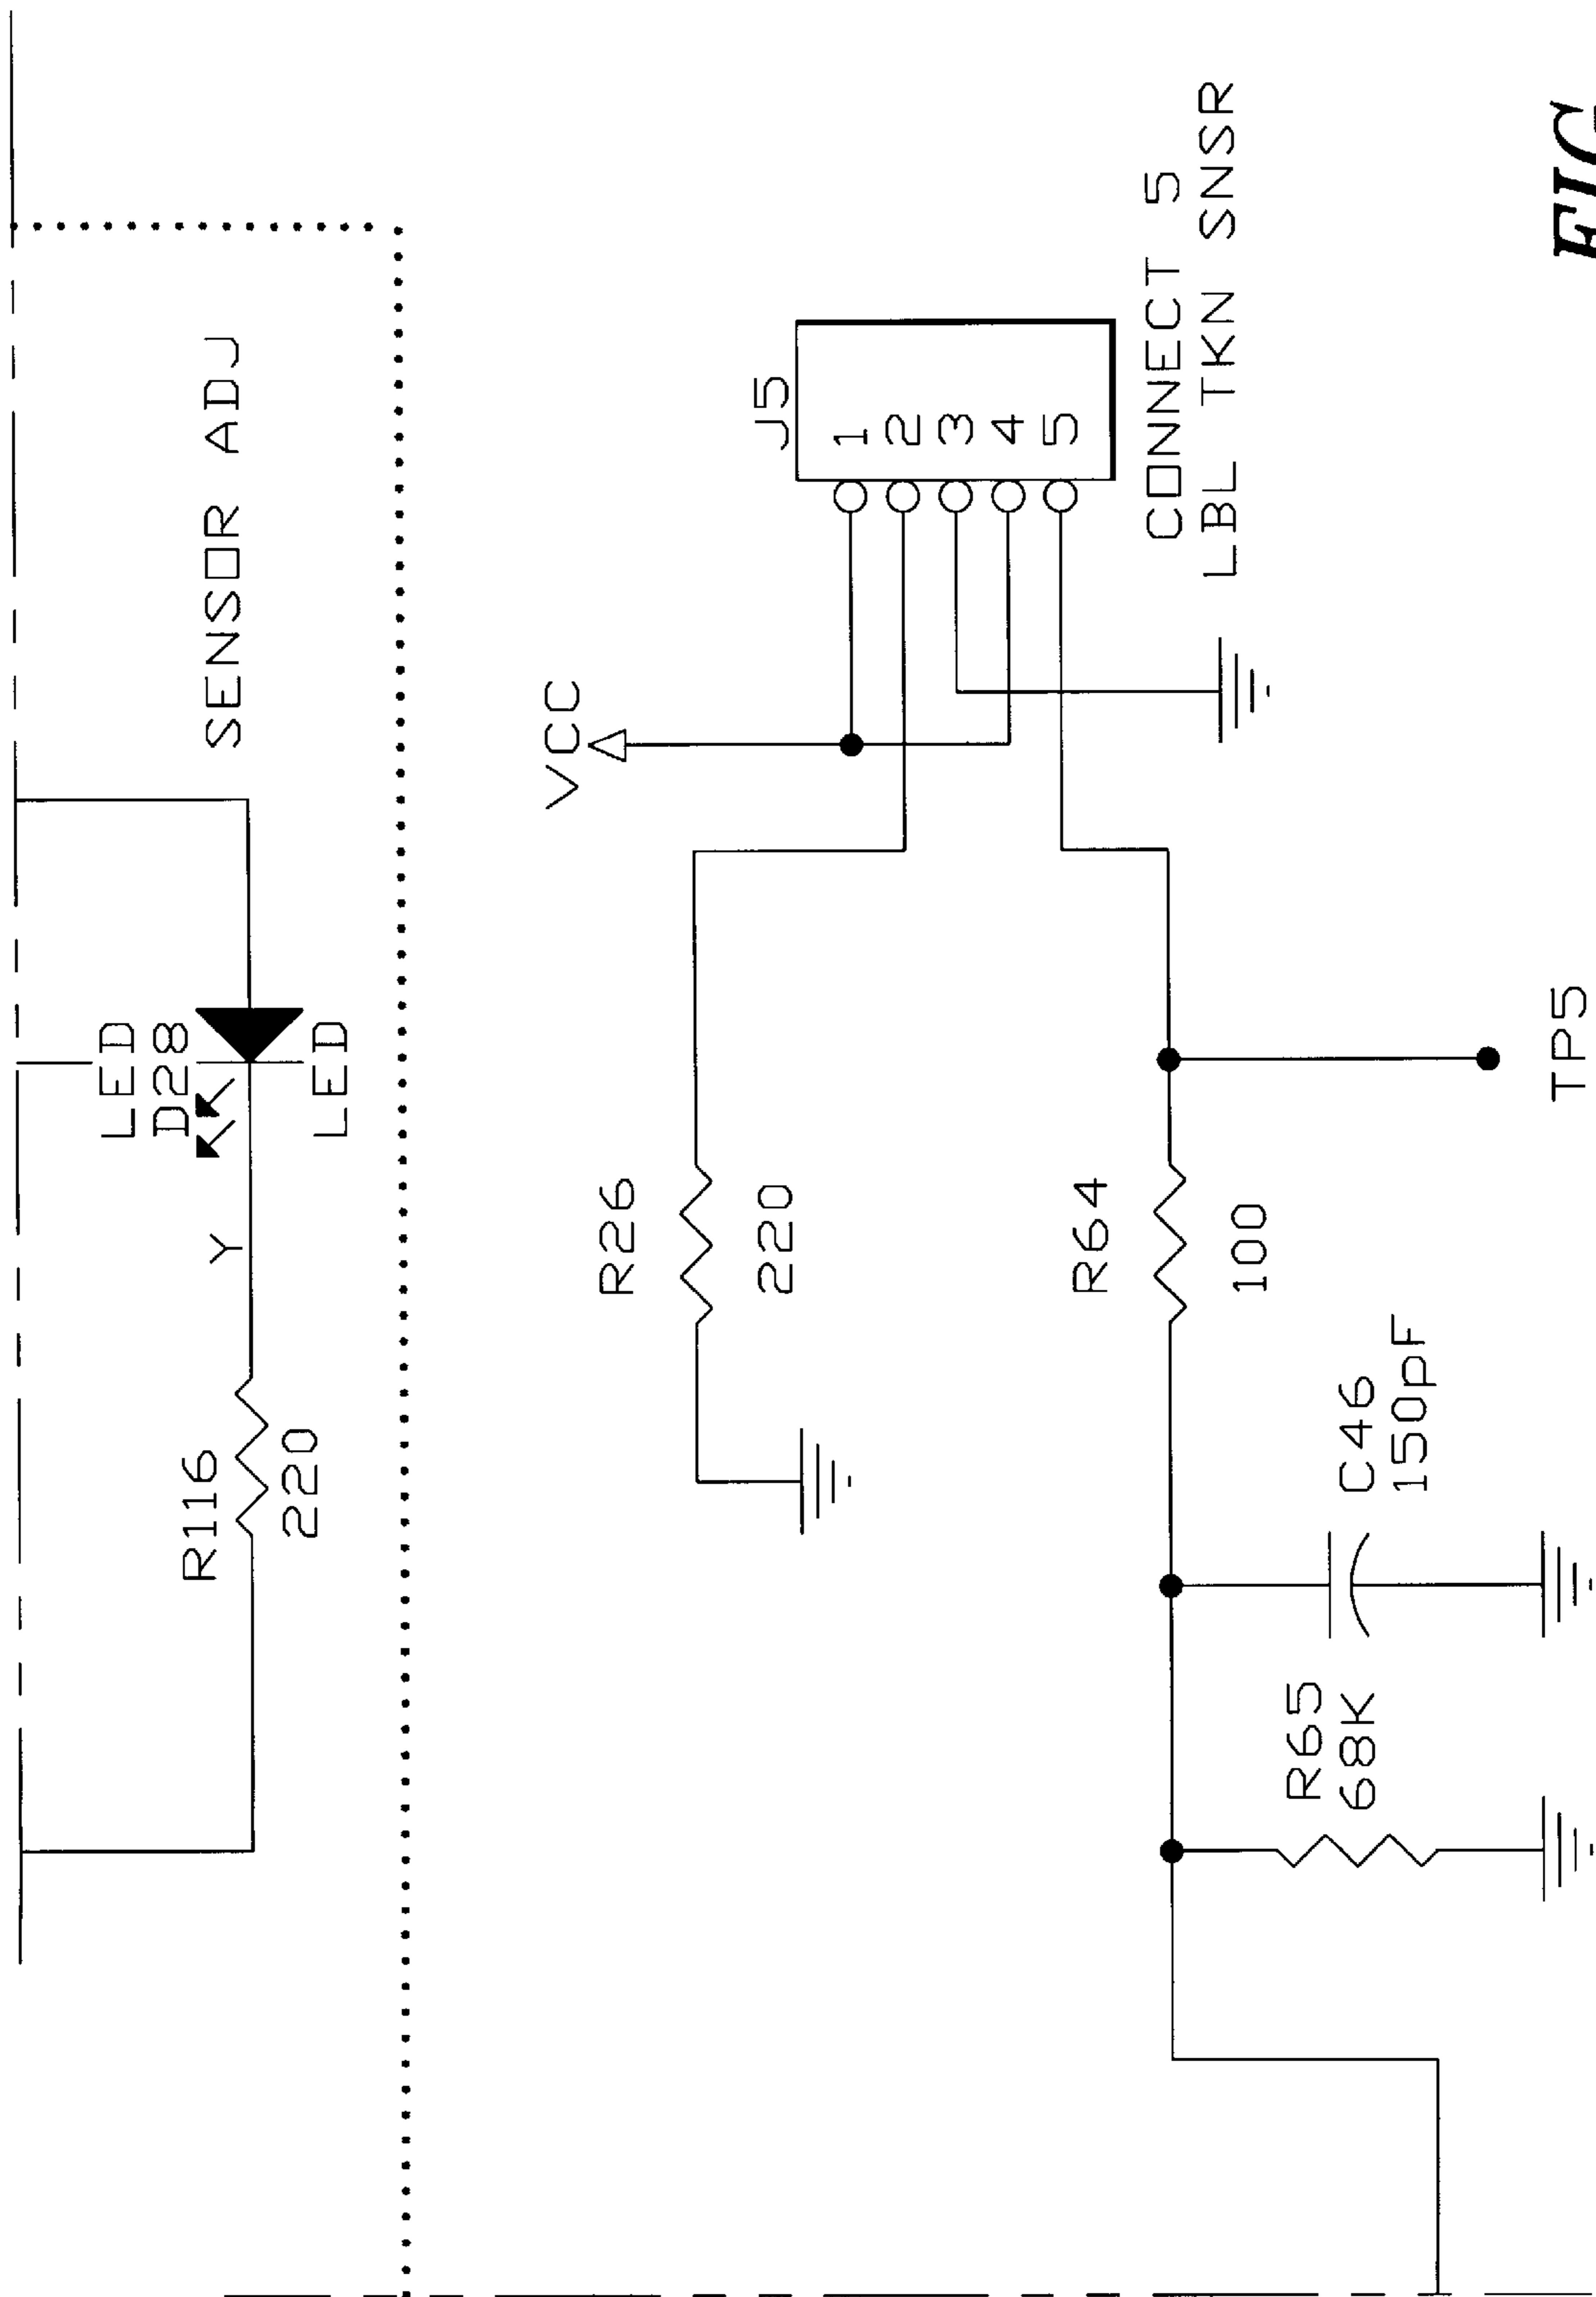 LED
D28
LED
Y
R116
220
SENSOR ADJ
VCC
J5
1
2
3
4
5
CONNECT 5
LBL TKN SNSR
R26
220
R64
100
C46
150pF
R65
68K
TP5
FIG